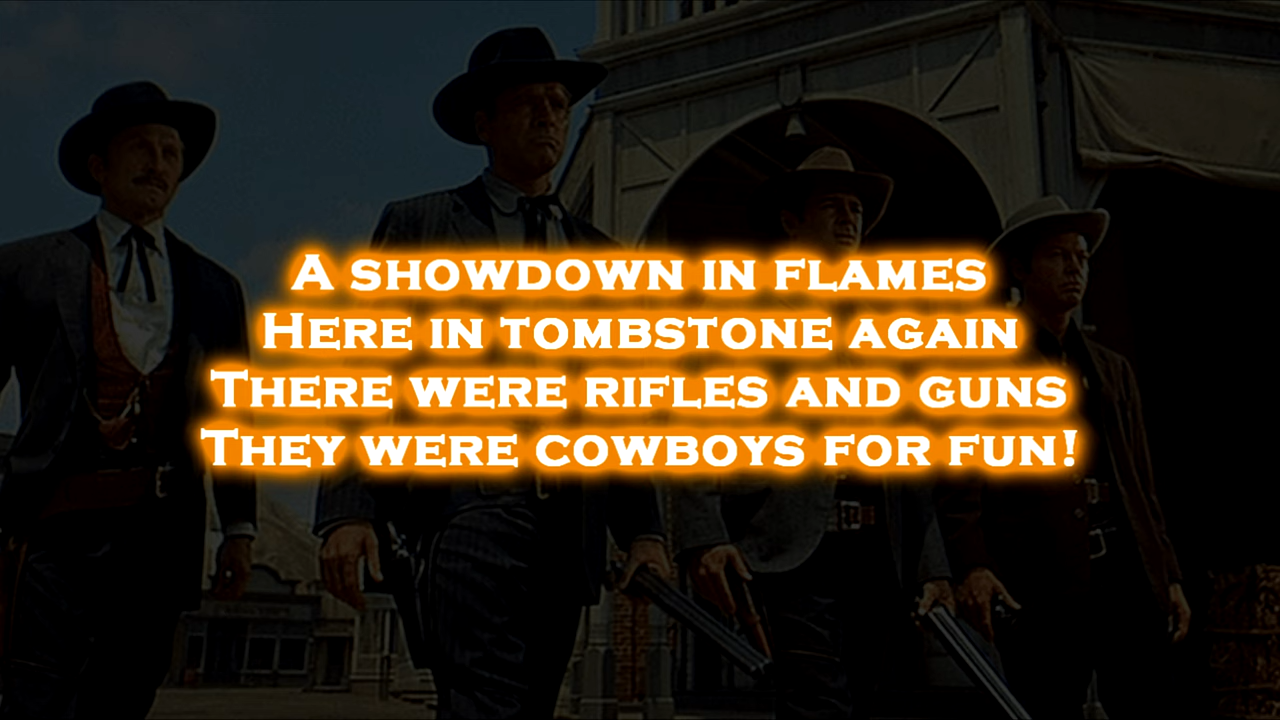 A SHOWDOWN IN FLAMES
HERE IN TOMBSTONE AGAIN
THERE WERE RIFLES AND GUNS
THEY WERE COWBOYS FOR FUN!